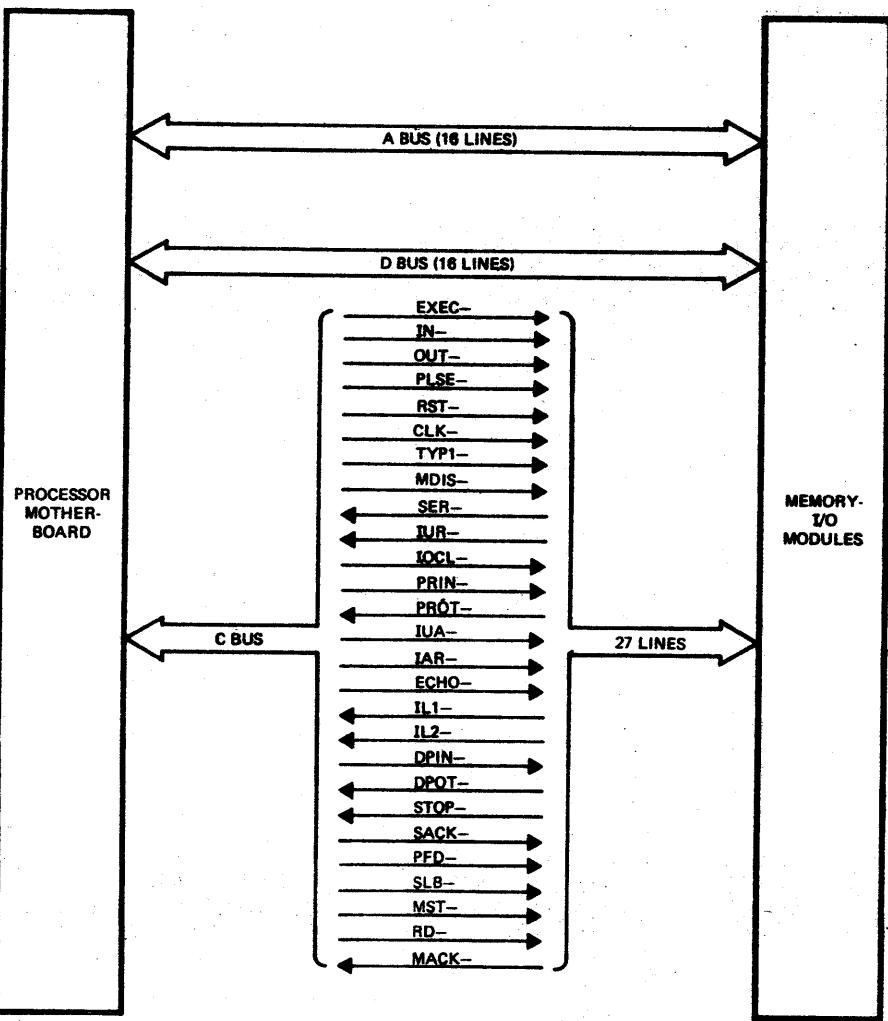 A BUS (16 LINES)
D BUS (16 LINES)
EXEC–
IN–
OUT–
PLSE–
RST–
CLK–
TYP1–
MDIS–
SER–
IUR–
IOCL–
PRIN–
PRÔT–
IUA–
IAR–
ECHO–
IL1–
IL2–
DPIN–
DPOT–
STOP–
SACK–
PFD–
SLB–
MST–
RD–
MACK–
PROCESSOR
MOTHER-
BOARD
C BUS
27 LINES
MEMORY-
I/O
MODULES